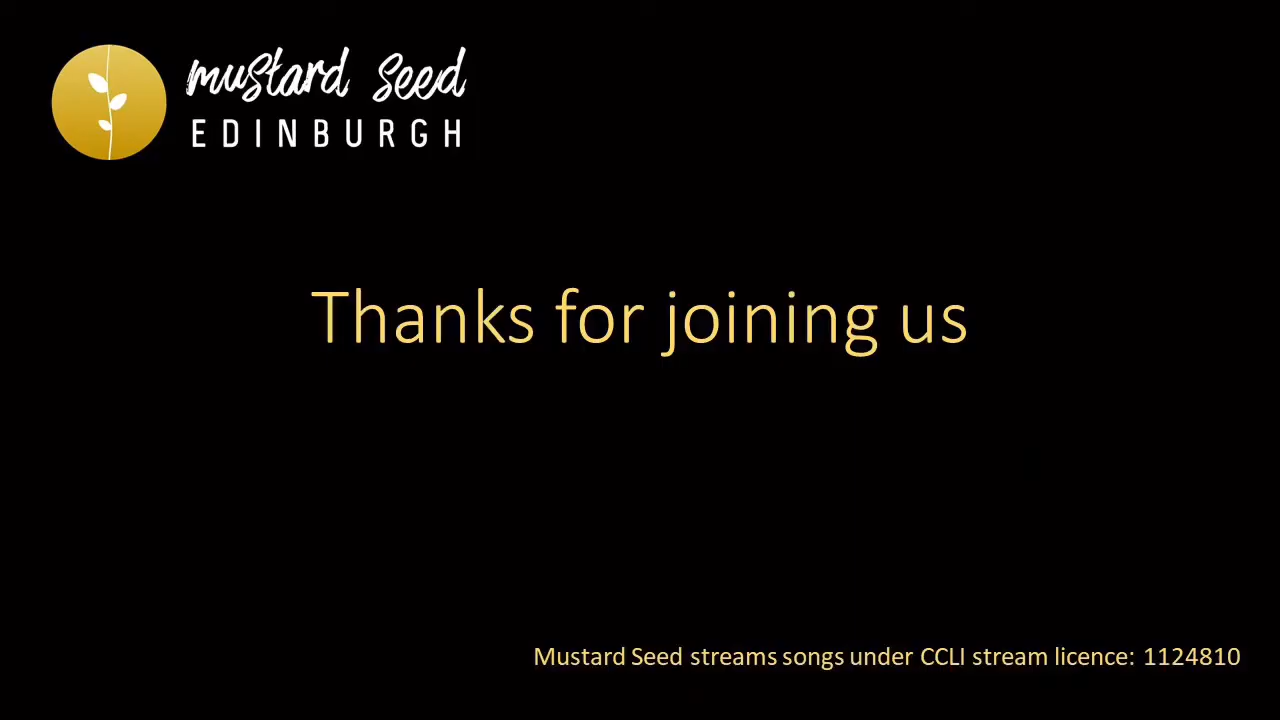 mustard seed
EDINBURGH
Thanks for joining us
Mustard Seed streams songs under CCLI stream licence: 1124810